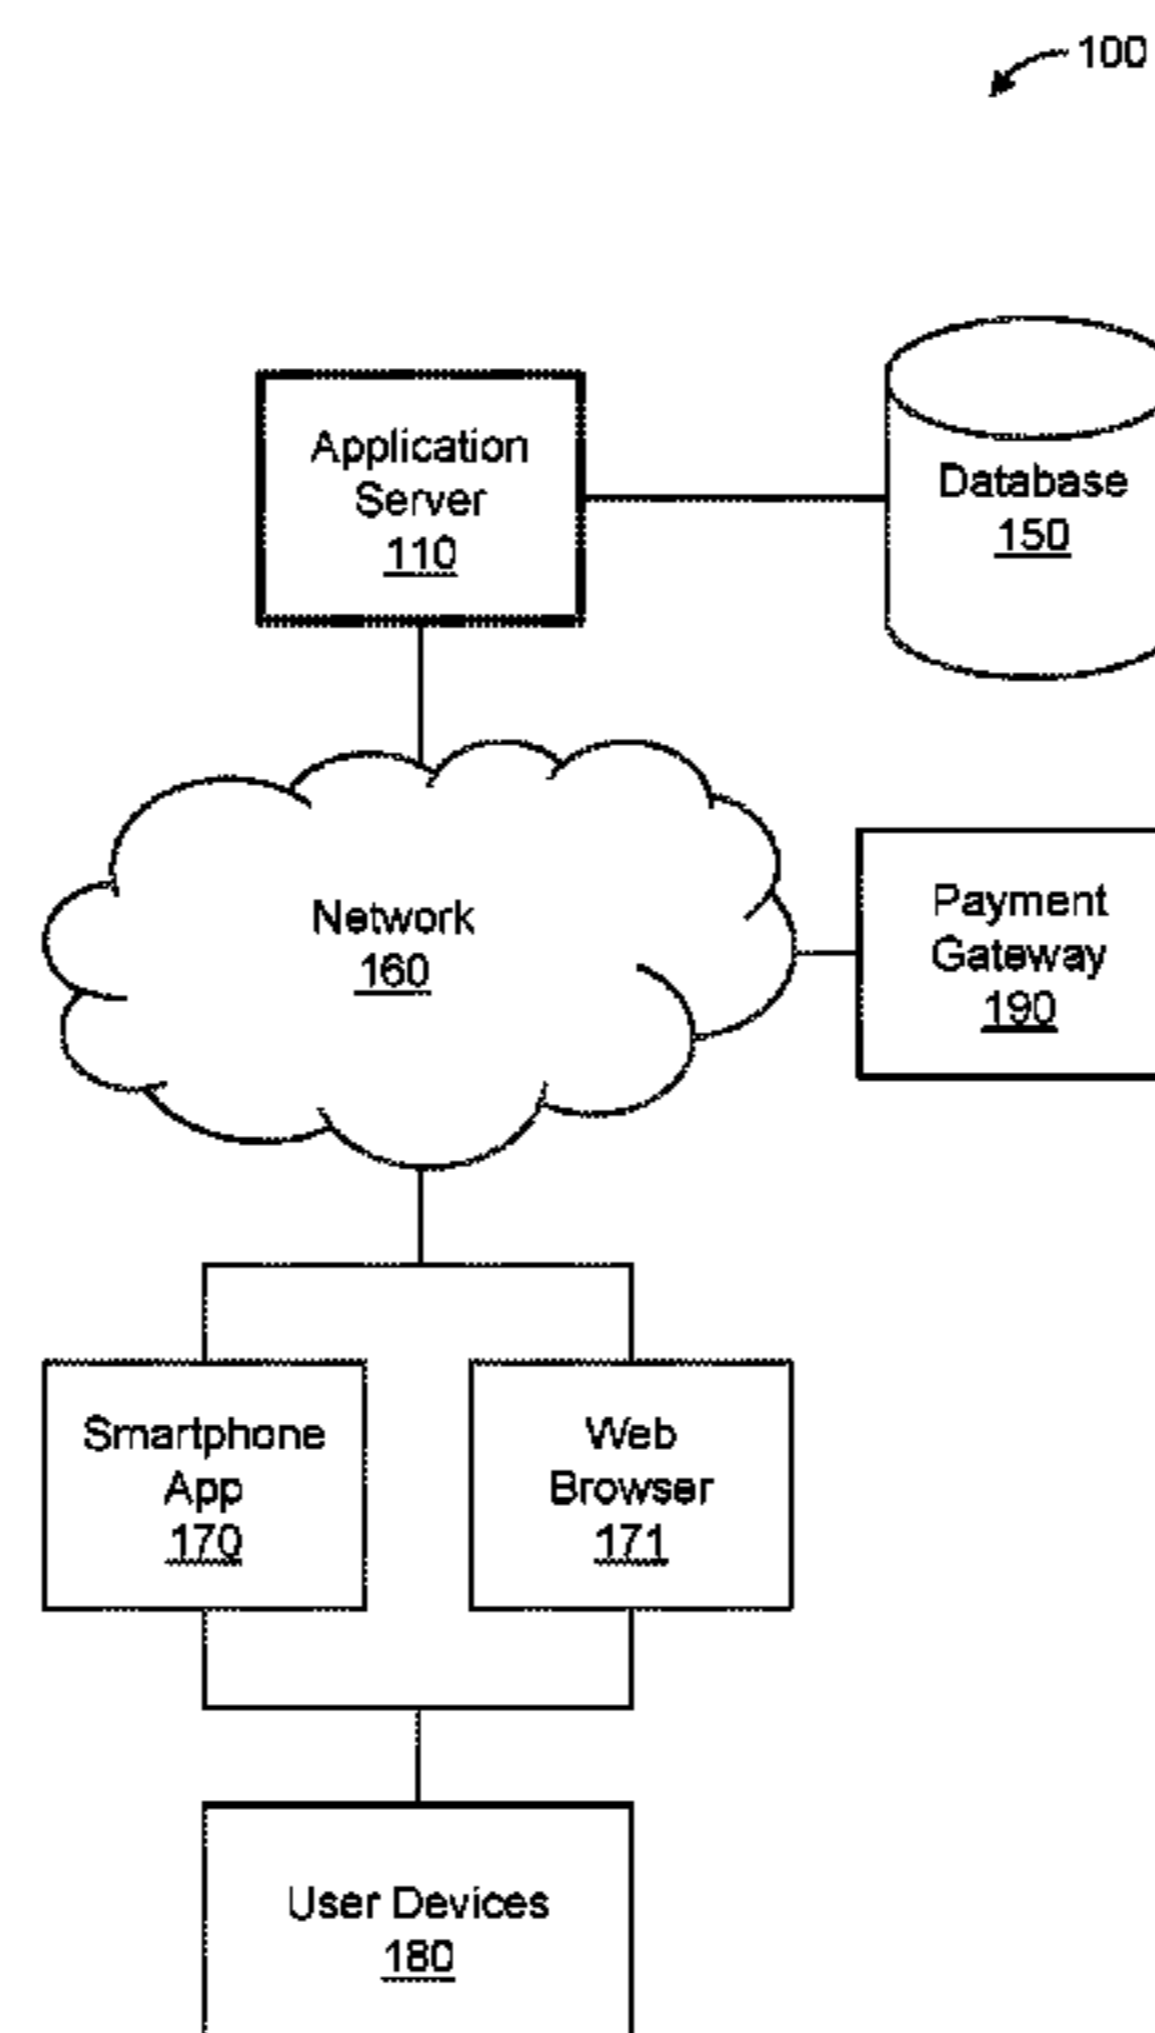 100
Application
Server
110
Database
150
Network
160
Payment
Gateway
190
Smartphone
App
170
Web
Browser
171
User Devices
180